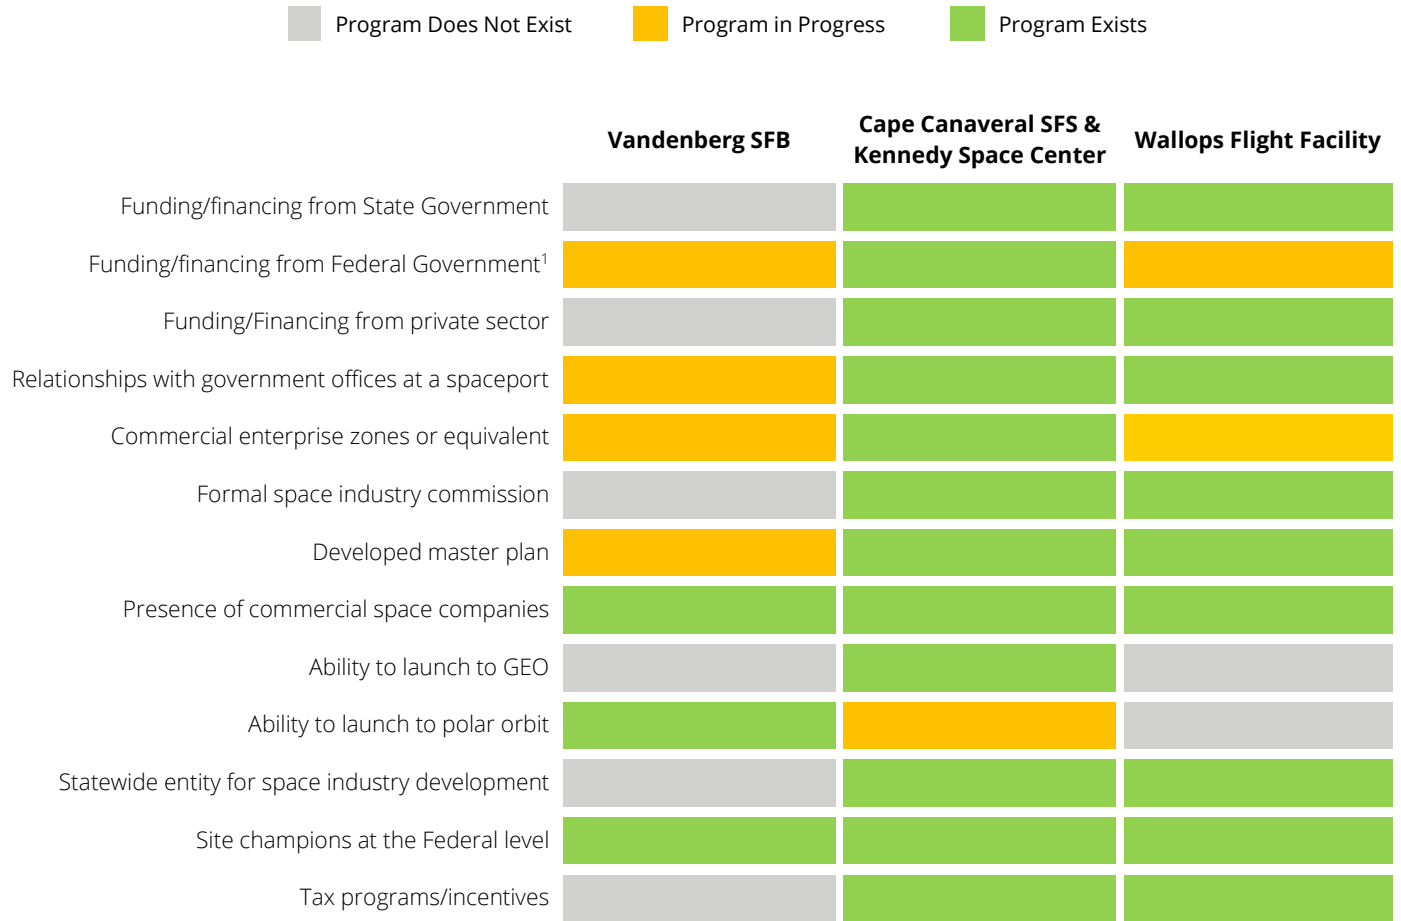 Program Does Not Exist Program in Progress Program Exists
Vandenberg SFB
Cape Canaveral SFS &
Kennedy Space Center
Wallops Flight Facility
Funding/financing from State Government
Funding/financing from Federal Government¹
Funding/Financing from private sector
Relationships with government offices at a spaceport
Commercial enterprise zones or equivalent
Formal space industry commission
Developed master plan
Presence of commercial space companies
Ability to launch to GEO
Ability to launch to polar orbit
Statewide entity for space industry development
Site champions at the Federal level
Tax programs/incentives